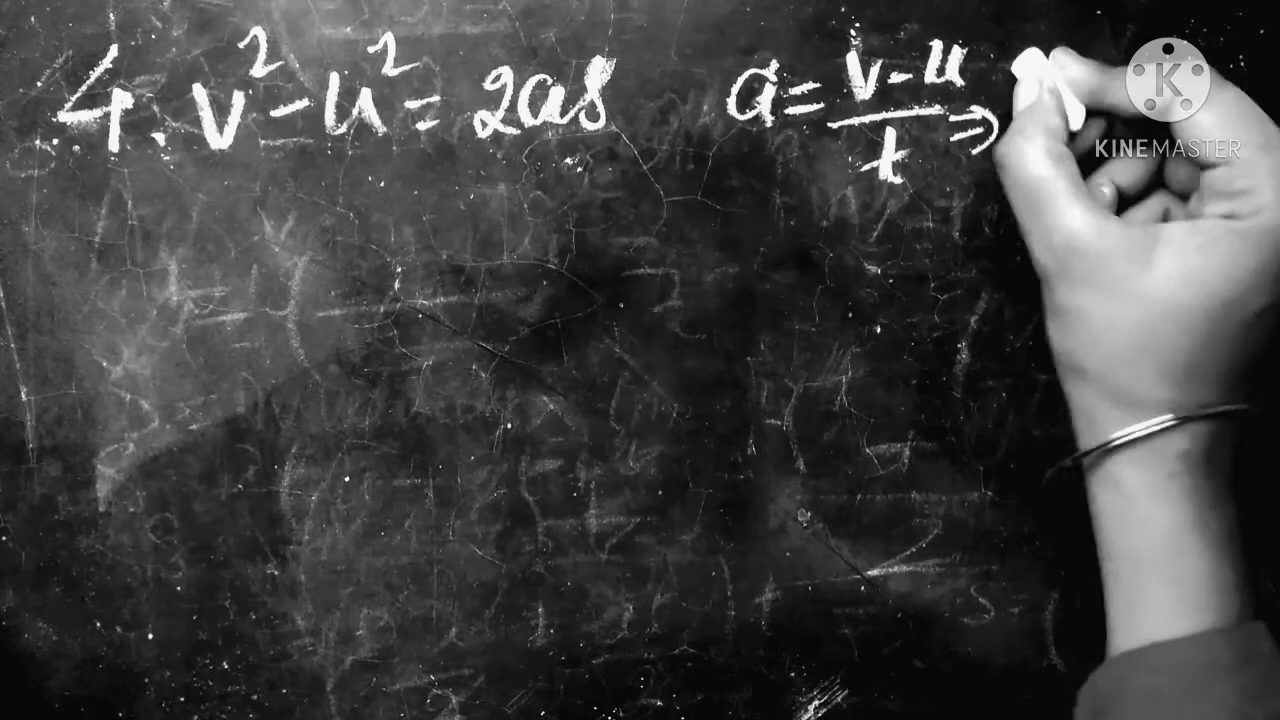 4. v² - u² = 2as a = v - u / t ⇒
K
KINEMASTER